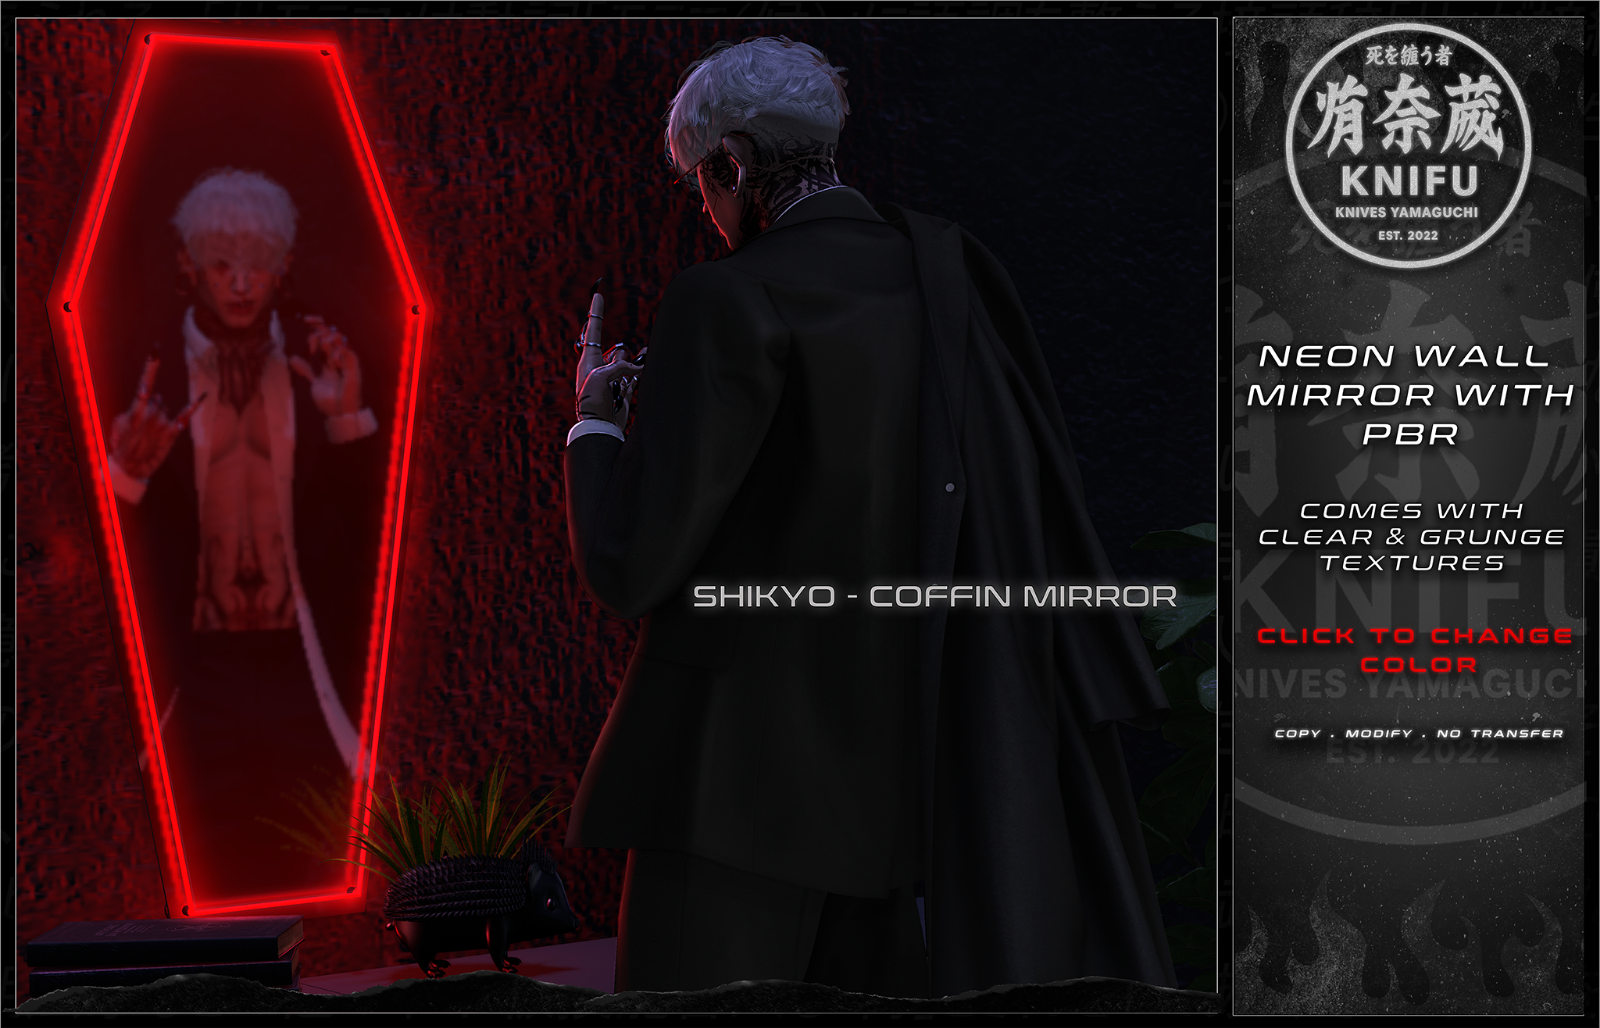 SHIKYO - COFFIN MIRROR
死を纏う者
KNIFU
KNIVES YAMAGUCHI
EST. 2022
NEON WALL
MIRROR WITH
PBR
COMES WITH
CLEAR & GRUNGE
TEXTURES
CLICK TO CHANGE
COLOR
COPY . MODIFY . NO TRANSFER